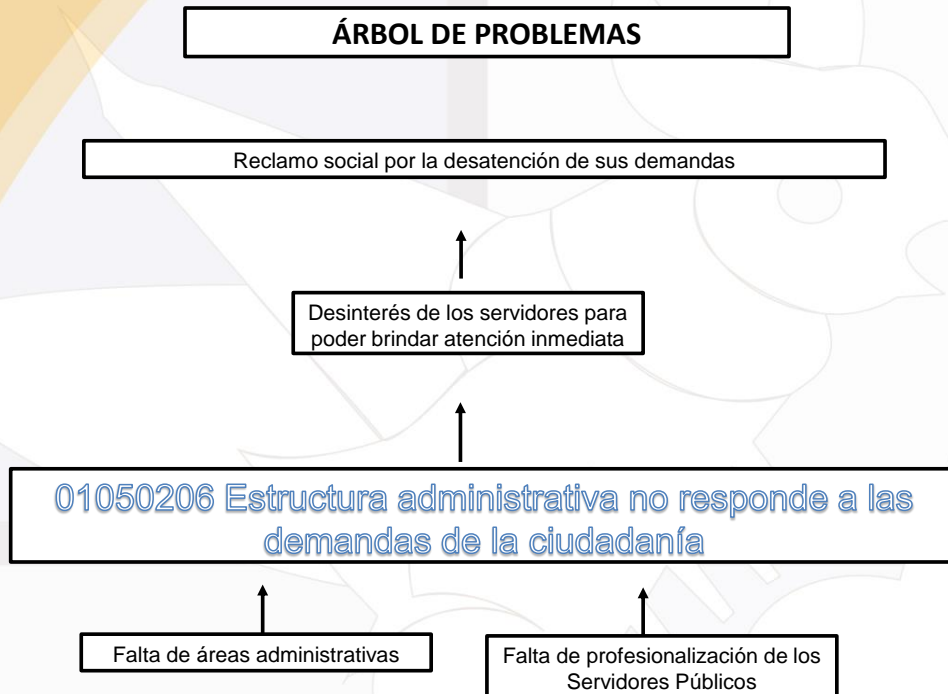 ÁRBOL DE PROBLEMAS
Reclamo social por la desatención de sus demandas
Desinterés de los servidores para
poder brindar atención inmediata
01050206 Estructura administrativa no responde a las
demandas de la ciudadanía
Falta de áreas administrativas
Falta de profesionalización de los
Servidores Públicos